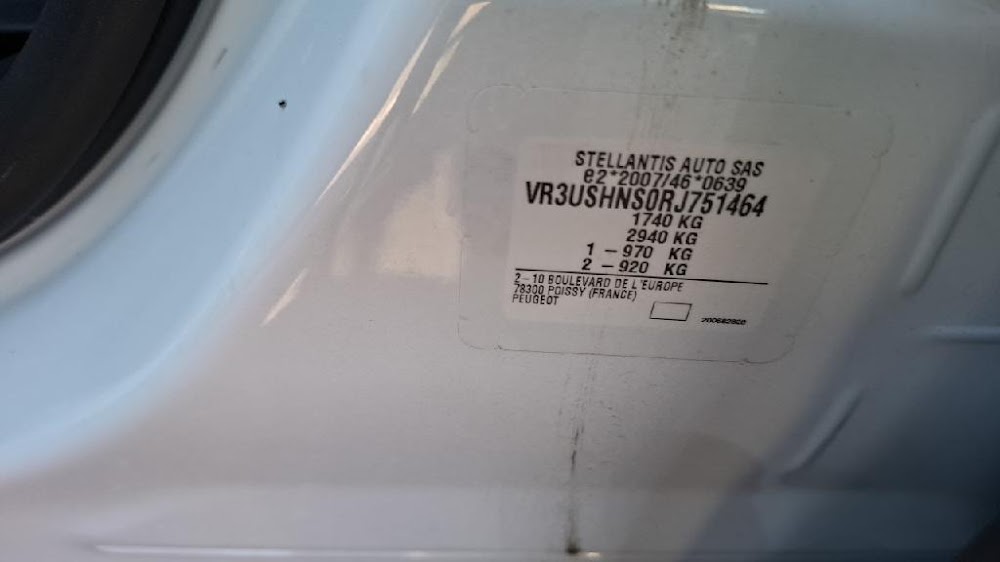 STELLANTIS AUTO SAS
e2*2007/46*0639
VR3USHNS0RJ751464
1740 KG
2940 KG
1 – 970 KG
2 – 920 KG
2–10 BOULEVARD DE L'EUROPE
78300 POISSY (FRANCE)
PEUGEOT